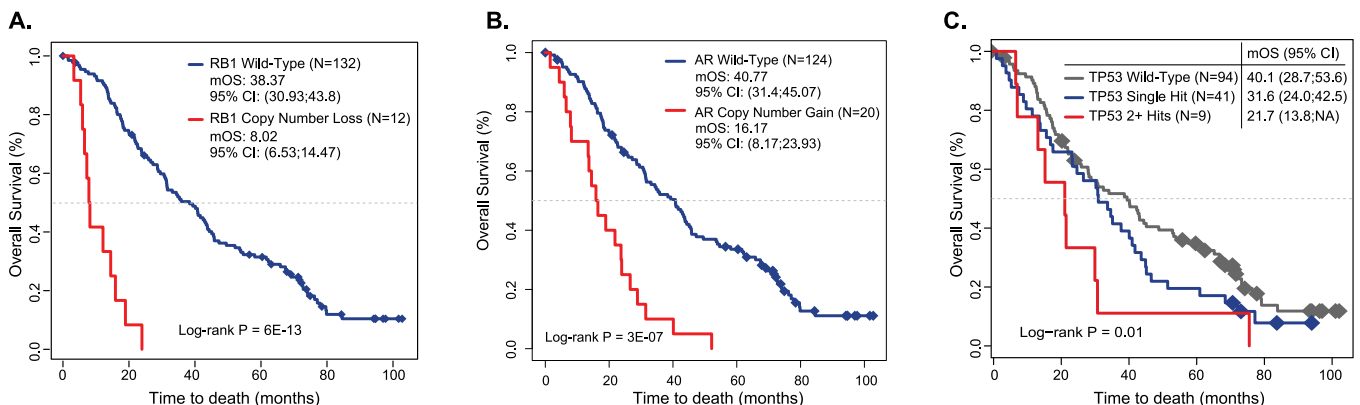 A.
Overall Survival (%)
1.0
0.8
0.6
0.4
0.2
0.0
RB1 Wild-Type (N=132)
mOS: 38.37
95% CI: (30.93;43.8)
RB1 Copy Number Loss (N=12)
mOS: 8.02
95% CI: (6.53;14.47)
Log-rank P = 6E-13
0 20 40 60 80 100
Time to death (months)
B.
Overall Survival (%)
1.0
0.8
0.6
0.4
0.2
0.0
AR Wild-Type (N=124)
mOS: 40.77
95% CI: (31.4;45.07)
AR Copy Number Gain (N=20)
mOS: 16.17
95% CI: (8.17;23.93)
Log-rank P = 3E-07
0 20 40 60 80 100
Time to death (months)
C.
Overall Survival (%)
1.0
0.8
0.6
0.4
0.2
0.0
mOS (95% CI)
TP53 Wild-Type (N=94) 40.1 (28.7;53.6)
TP53 Single Hit (N=41) 31.6 (24.0;42.5)
TP53 2+ Hits (N=9) 21.7 (13.8;NA)
Log−rank P = 0.01
0 20 40 60 80 100
Time to death (months)